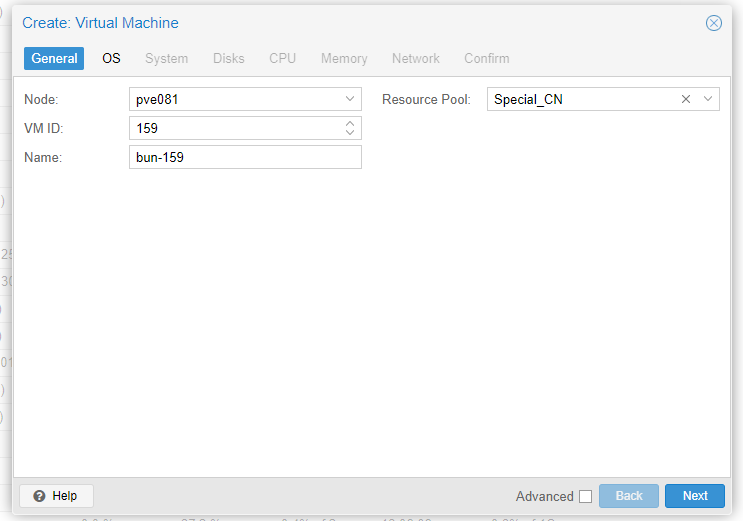 Create: Virtual Machine
General OS System Disks CPU Memory Network Confirm
Node: pve081 Resource Pool: Special_CN
VM ID: 159
Name: bun-159
Help Advanced Back Next